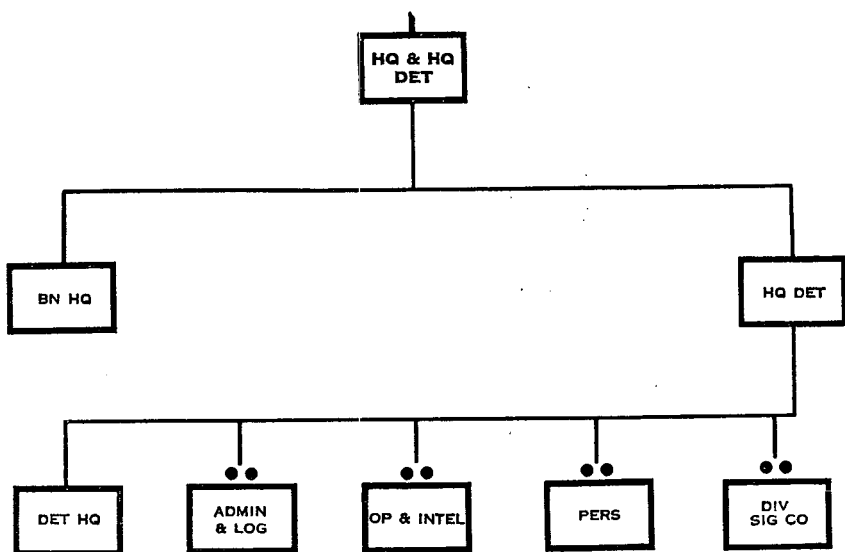 HQ & HQ
DET
BN HQ
HQ DET
DET HQ
ADMIN
& LOG
OP & INTEL
PERS
DIV
SIG CO